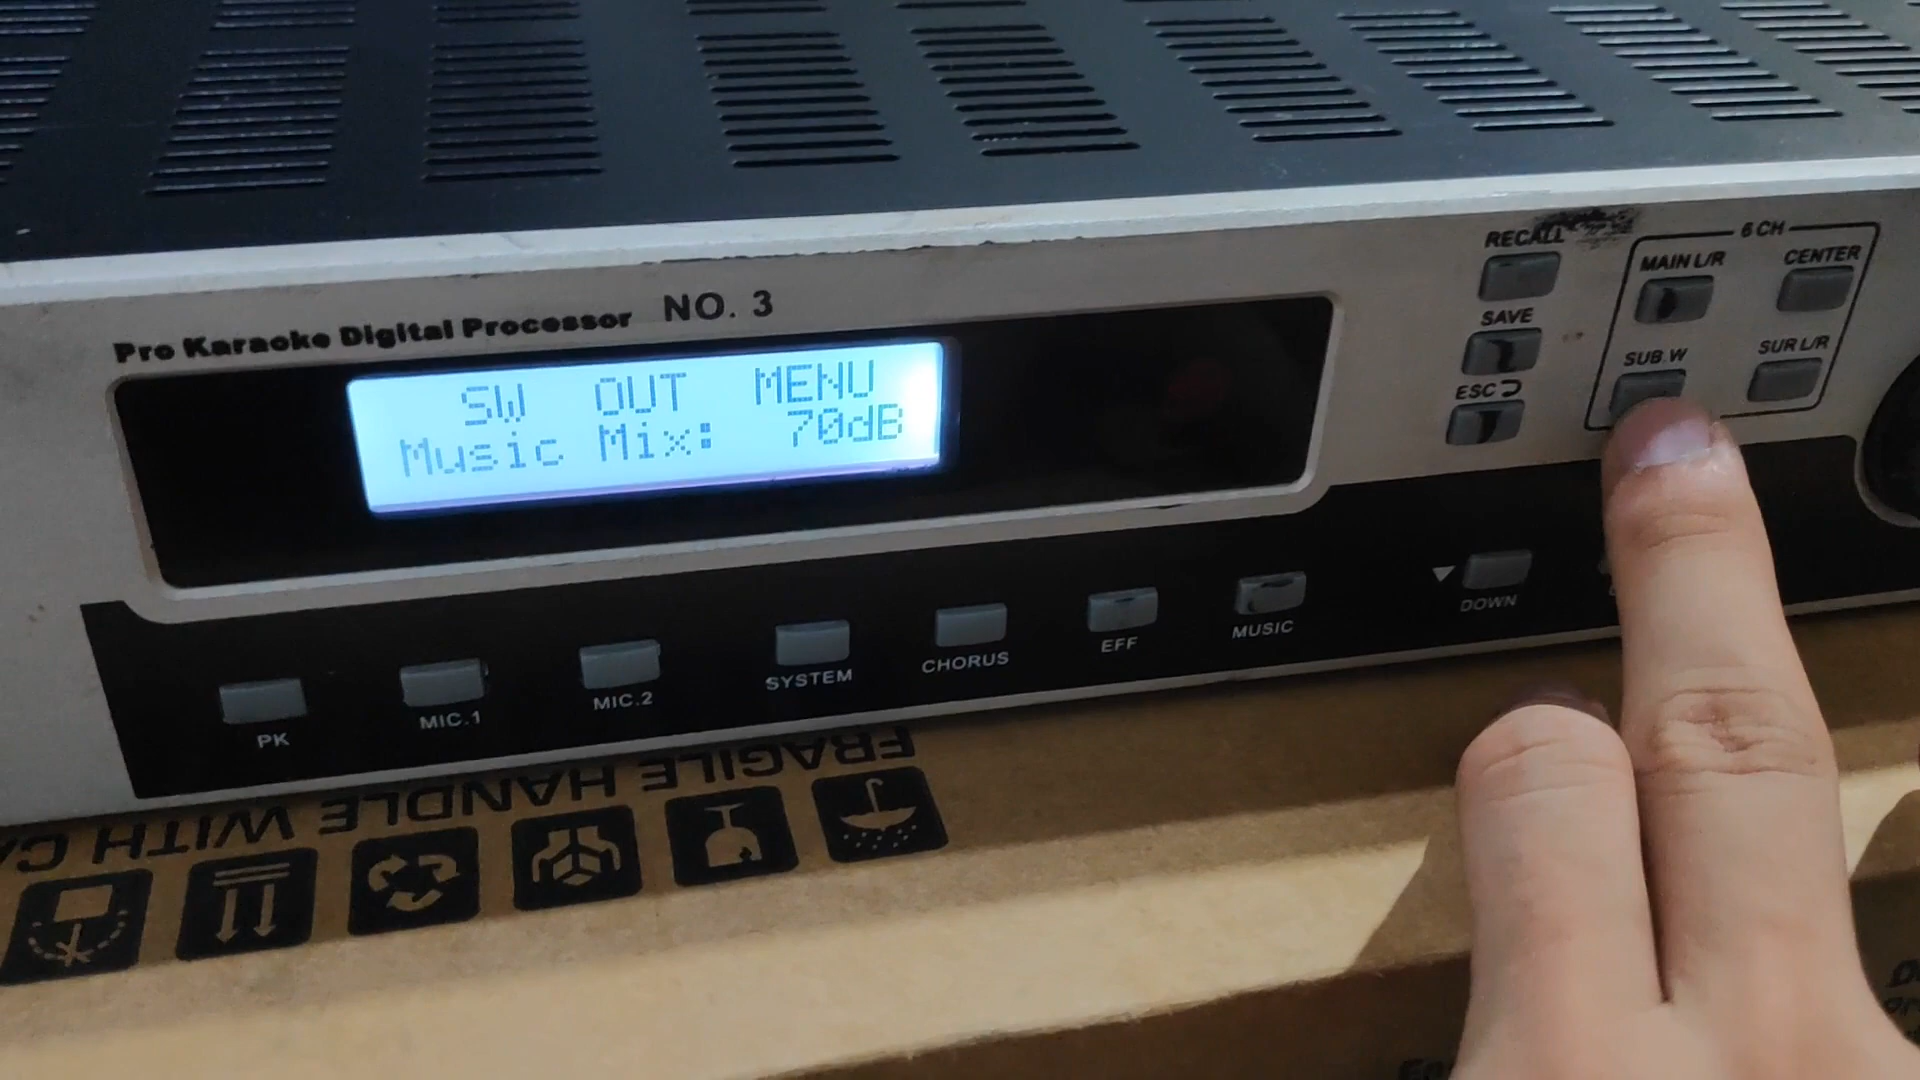 Pro Karaoke Digital Processor NO. 3
SW OUT MENU
Music Mix: 70dB
RECALL
SAVE
ESC
6 CH
MAIN L/R
CENTER
SUB.W
SUR L/R
PK
MIC.1
MIC.2
SYSTEM
CHORUS
EFF
MUSIC
DOWN
FRAGILE HANDLE WITH CA